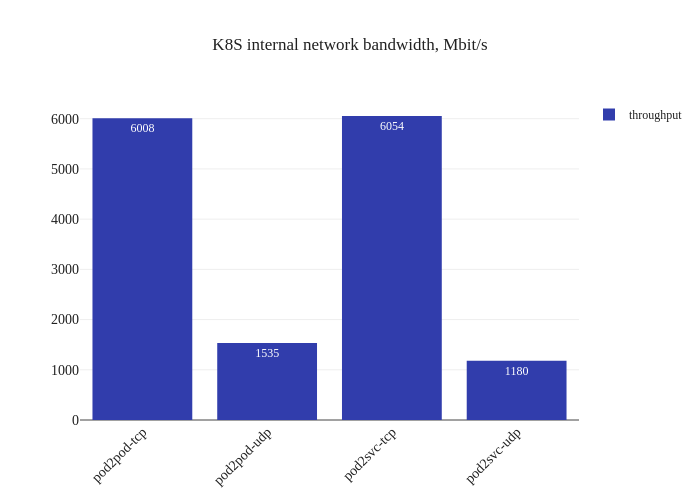 K8S internal network bandwidth, Mbit/s
throughput
6000
5000
4000
3000
2000
1000
0
6008
1535
6054
1180
pod2pod-tcp
pod2pod-udp
pod2svc-tcp
pod2svc-udp